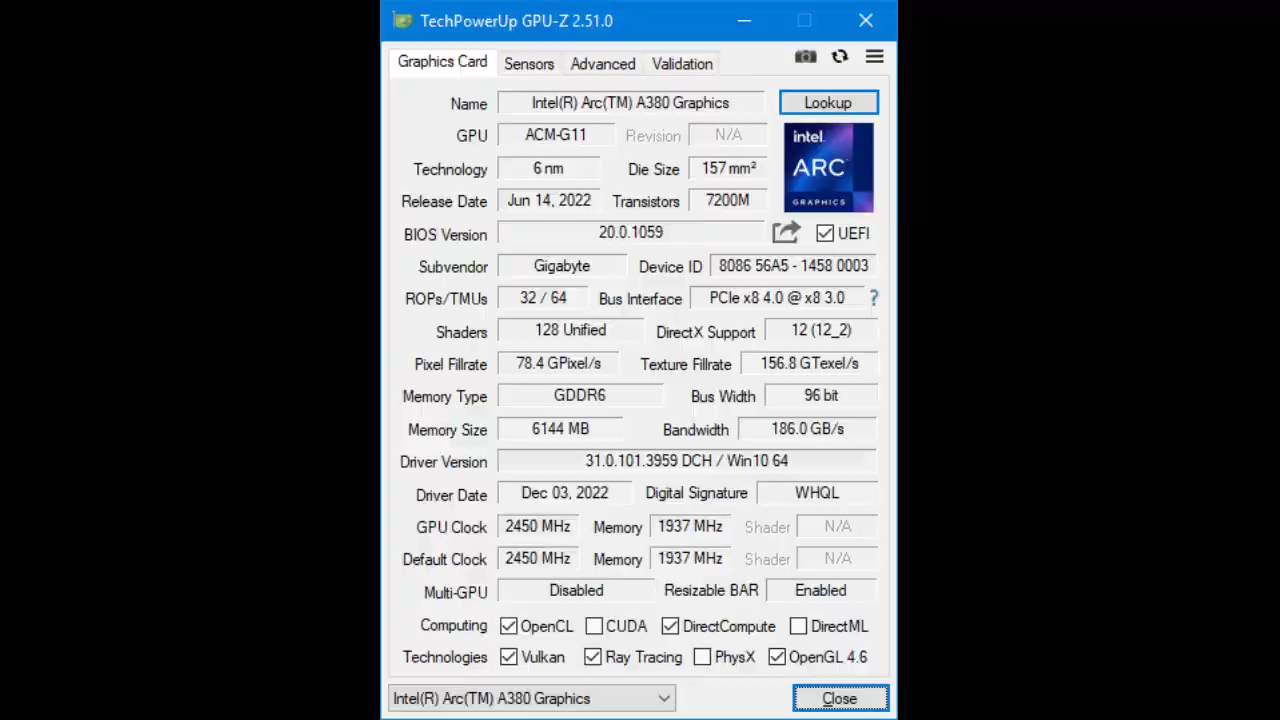 TechPowerUp GPU-Z 2.51.0
Graphics Card Sensors Advanced Validation
Name Intel(R) Arc(TM) A380 Graphics Lookup
GPU ACM-G11 Revision N/A
intel
ARC
GRAPHICS
Technology 6 nm Die Size 157 mm²
Release Date Jun 14, 2022 Transistors 7200M
BIOS Version 20.0.1059 UEFI
Subvendor Gigabyte Device ID 8086 56A5 - 1458 0003
ROPs/TMUs 32 / 64 Bus Interface PCIe x8 4.0 @ x8 3.0 ?
Shaders 128 Unified DirectX Support 12 (12_2)
Pixel Fillrate 78.4 GPixel/s Texture Fillrate 156.8 GTexel/s
Memory Type GDDR6 Bus Width 96 bit
Memory Size 6144 MB Bandwidth 186.0 GB/s
Driver Version 31.0.101.3959 DCH / Win10 64
Driver Date Dec 03, 2022 Digital Signature WHQL
GPU Clock 2450 MHz Memory 1937 MHz Shader N/A
Default Clock 2450 MHz Memory 1937 MHz Shader N/A
Multi-GPU Disabled Resizable BAR Enabled
Computing OpenCL CUDA DirectCompute DirectML
Technologies Vulkan Ray Tracing PhysX OpenGL 4.6
Intel(R) Arc(TM) A380 Graphics Close